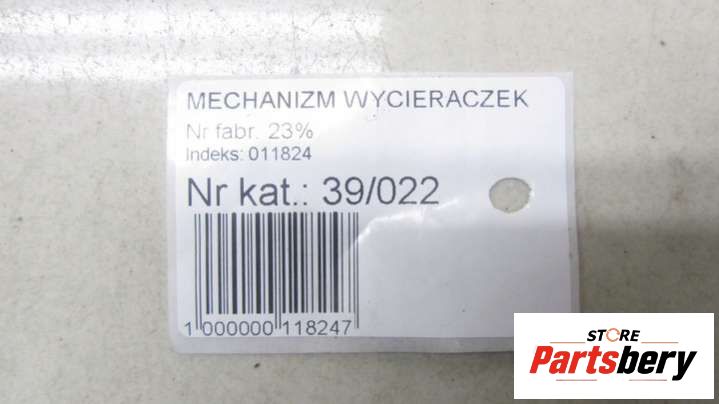 MECHANIZM WYCIERACZEK
Nr fabr. 23%
Indeks: 011824
Nr kat.: 39/022
1 000000 118247
STORE
Partsbery